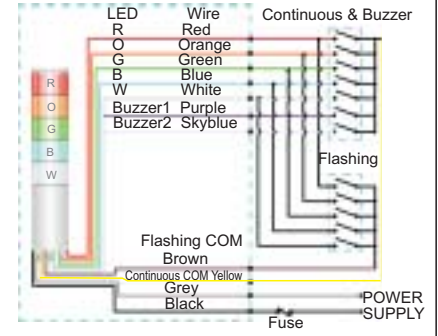 LED Wire Continuous & Buzzer
R Red
O Orange
G Green
B Blue
W White
Buzzer1 Purple
Buzzer2 Skyblue
R
O
G
B
W
Flashing
Flashing COM
Brown
Continuous COM Yellow
Grey
Black
POWER
SUPPLY
Fuse